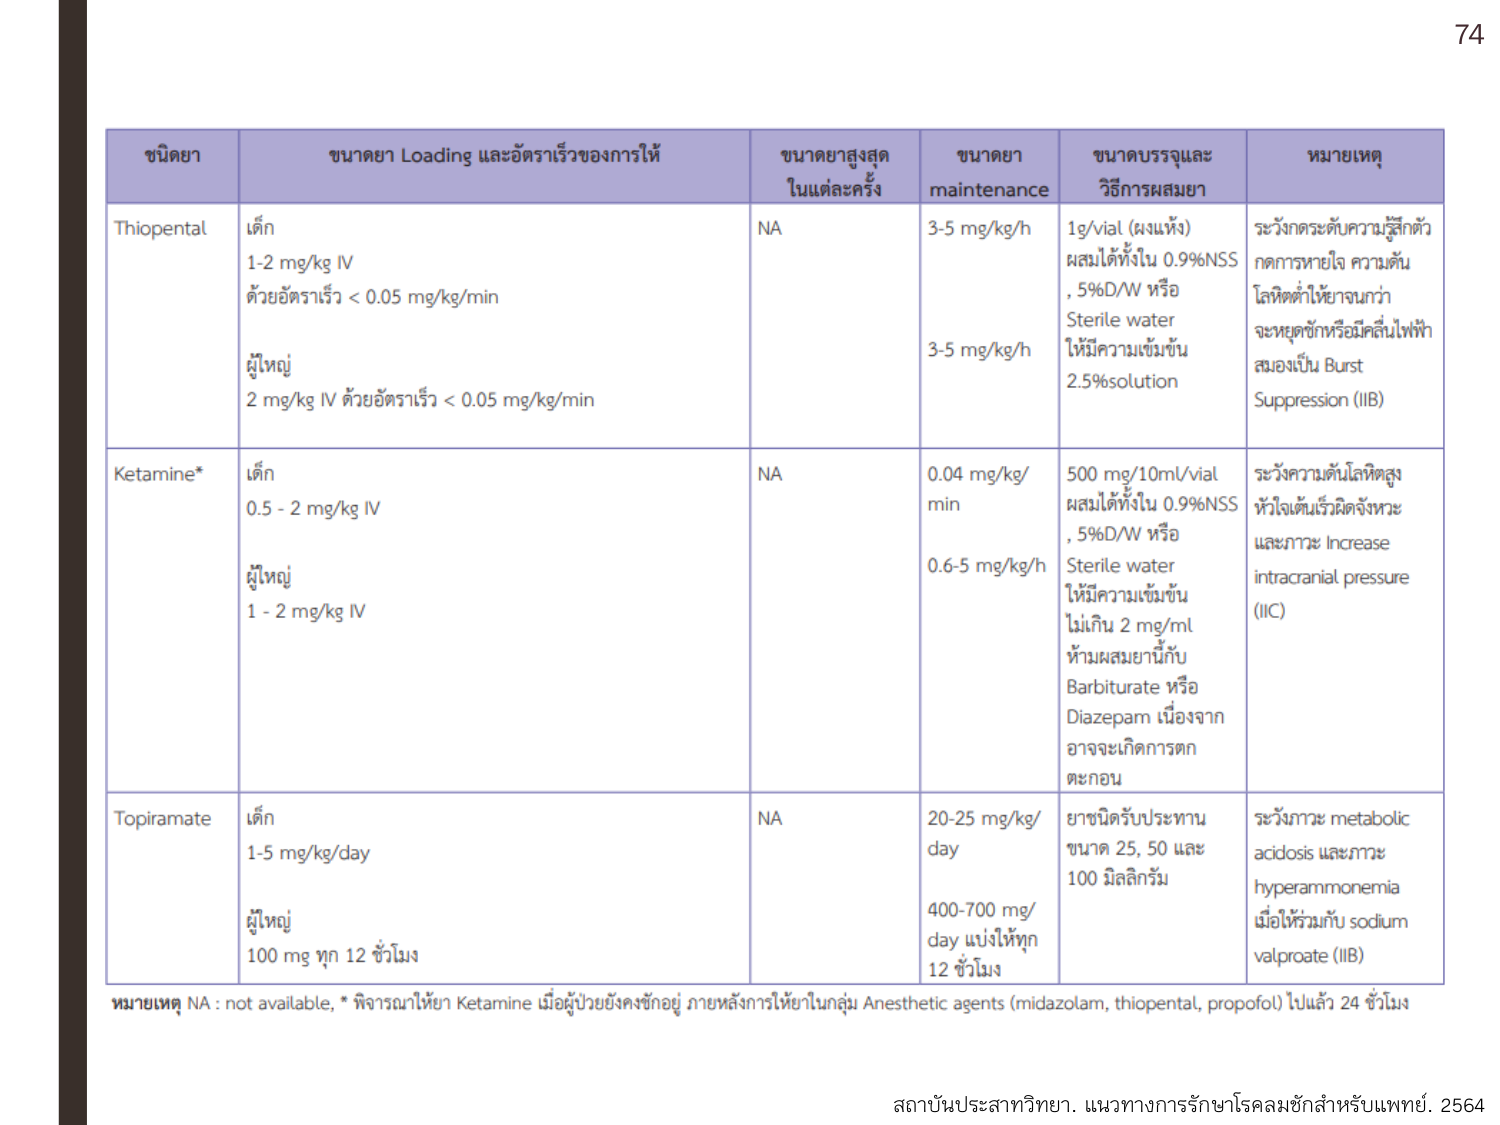 74
ชนิดยา
ขนาดยา Loading และอัตราเร็วของการให้
ขนาดยาสูงสุด
ในแต่ละครั้ง
ขนาดยา
maintenance
ขนาดบรรจุและ
วิธีการผสมยา
หมายเหตุ
Thiopental
เด็ก
1-2 mg/kg IV
ด้วยอัตราเร็ว < 0.05 mg/kg/min
ผู้ใหญ่
2 mg/kg IV ด้วยอัตราเร็ว < 0.05 mg/kg/min
NA
3-5 mg/kg/h
3-5 mg/kg/h
1g/vial (ผงแห้ง)
ผสมได้ทั้งใน 0.9%NSS
, 5%D/W หรือ
Sterile water
ให้มีความเข้มข้น
2.5%solution
ระวังกดระดับความรู้สึกตัว
กดการหายใจ ความดัน
โลหิตต่ำให้ยาจนกว่า
จะหยุดชักหรือมีคลื่นไฟฟ้า
สมองเป็น Burst
Suppression (IIB)
Ketamine*
เด็ก
0.5 - 2 mg/kg IV
ผู้ใหญ่
1 - 2 mg/kg IV
NA
0.04 mg/kg/
min
0.6-5 mg/kg/h
500 mg/10ml/vial
ผสมได้ทั้งใน 0.9%NSS
, 5%D/W หรือ
Sterile water
ให้มีความเข้มข้น
ไม่เกิน 2 mg/ml
ห้ามผสมยานี้กับ
Barbiturate หรือ
Diazepam เนื่องจาก
อาจจะเกิดการตก
ตะกอน
ระวังความดันโลหิตสูง
หัวใจเต้นเร็วผิดจังหวะ
และภาวะ Increase
intracranial pressure
(IIC)
Topiramate
เด็ก
1-5 mg/kg/day
ผู้ใหญ่
100 mg ทุก 12 ชั่วโมง
NA
20-25 mg/kg/
day
400-700 mg/
day แบ่งให้ทุก
12 ชั่วโมง
ยาชนิดรับประทาน
ขนาด 25, 50 และ
100 มิลลิกรัม
ระวังภาวะ metabolic
acidosis และภาวะ
hyperammonemia
เมื่อให้ร่วมกับ sodium
valproate (IIB)
หมายเหตุ NA : not available, * พิจารณาให้ยา Ketamine เมื่อผู้ป่วยยังคงชักอยู่ ภายหลังการให้ยาในกลุ่ม Anesthetic agents (midazolam, thiopental, propofol) ไปแล้ว 24 ชั่วโมง
สถาบันประสาทวิทยา. แนวทางการรักษาโรคลมชักสำหรับแพทย์. 2564